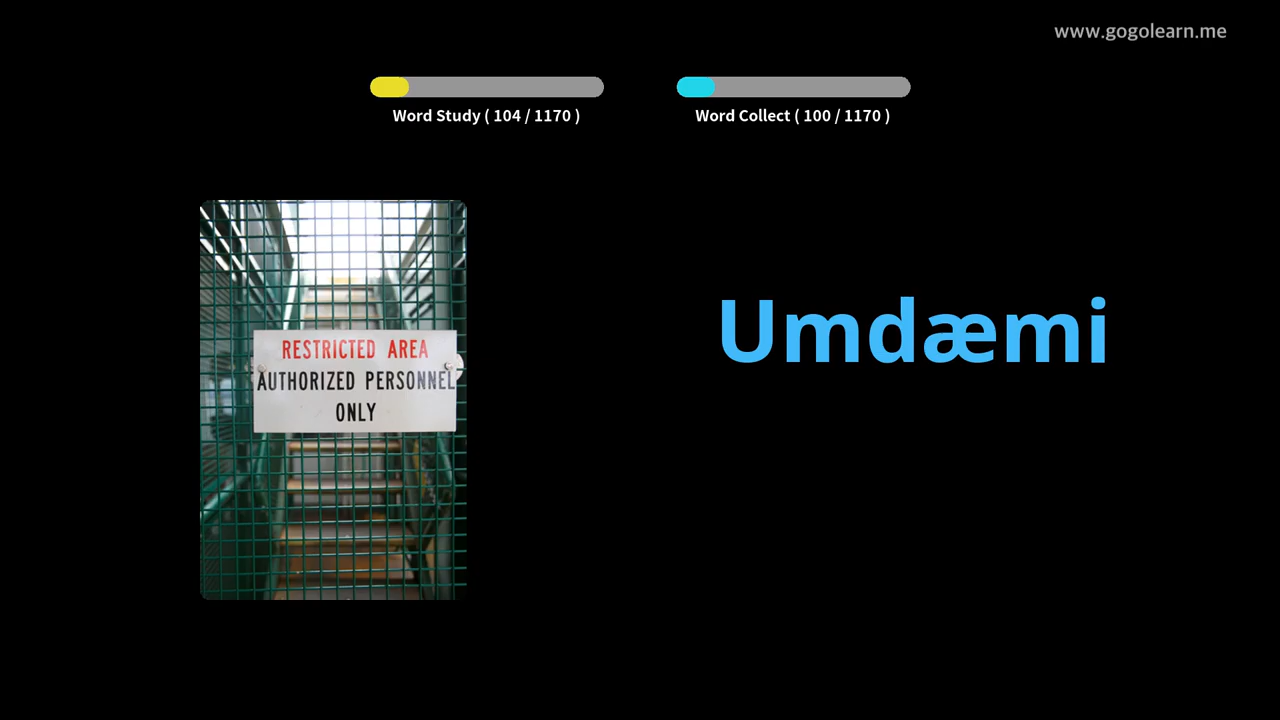 www.gogolearn.me
Word Study ( 104 / 1170 )
Word Collect ( 100 / 1170 )
RESTRICTED AREA
AUTHORIZED PERSONNEL
ONLY
Umdæmi